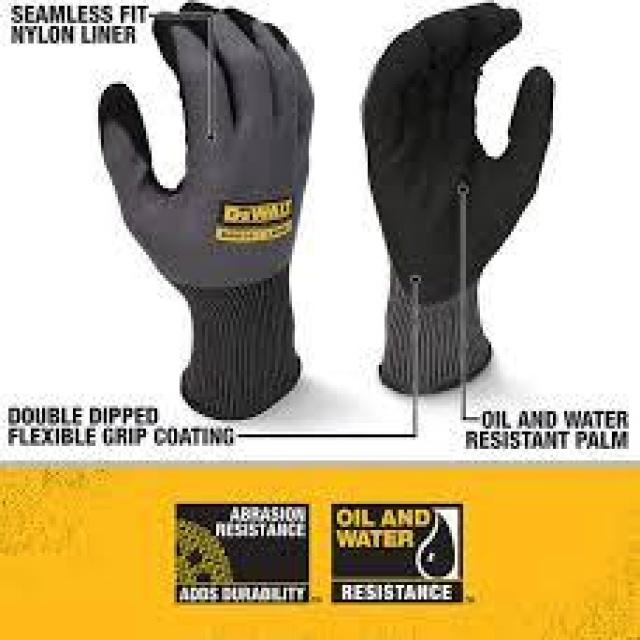 SEAMLESS FIT
NYLON LINER
DEWALT
DOUBLE DIPPED
FLEXIBLE GRIP COATING
OIL AND WATER
RESISTANT PALM
ABRASION
RESISTANCE
ADDS DURABILITY
OIL AND
WATER
RESISTANCE